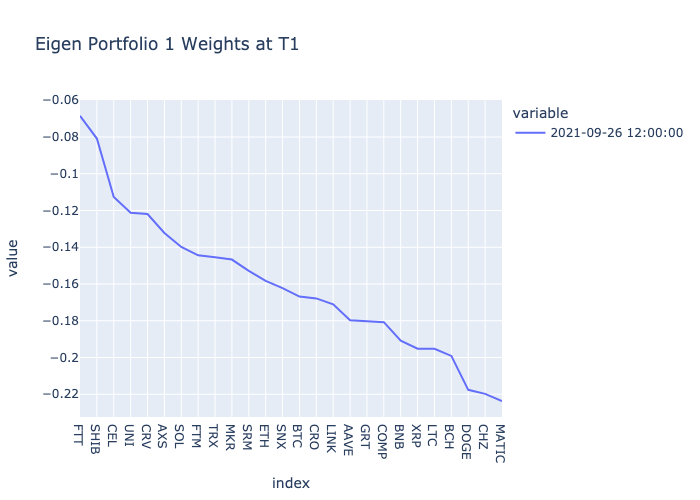 Eigen Portfolio 1 Weights at T1
variable
2021-09-26 12:00:00
−0.06
−0.08
−0.1
−0.12
−0.14
−0.16
−0.18
−0.2
−0.22
value
FTT
SHIB
CEL
UNI
CRV
AXS
SOL
FTM
TRX
MKR
SRM
ETH
SNX
BTC
CRO
LINK
AAVE
GRT
COMP
BNB
XRP
LTC
BCH
DOGE
CHZ
MATIC
index